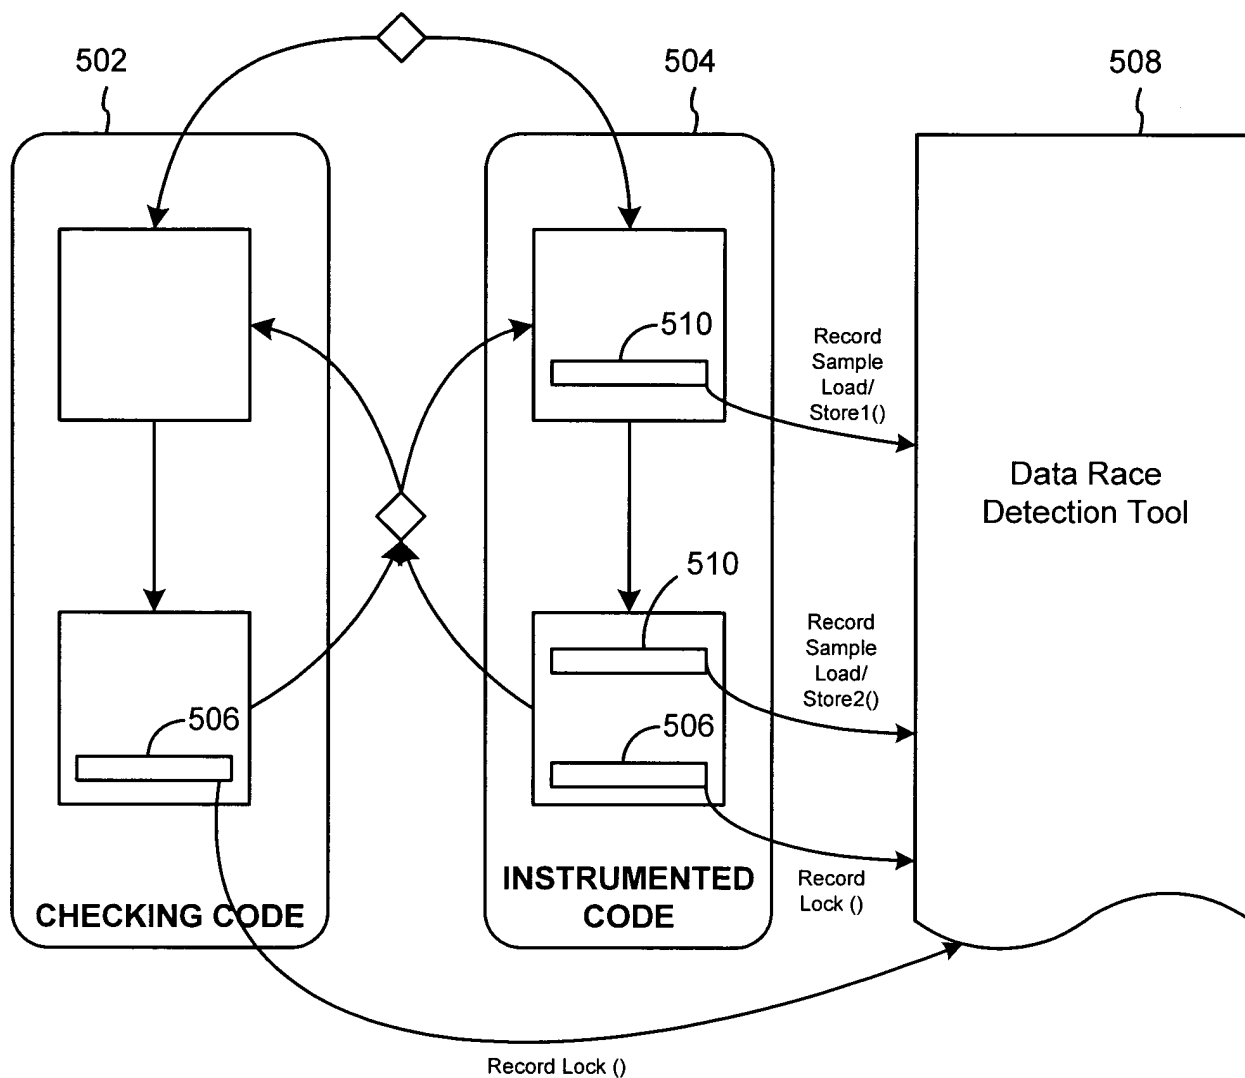 502
504
508
510
Record
Sample
Load/
Store1()
Data Race
Detection Tool
510
Record
Sample
Load/
Store2()
506
506
INSTRUMENTED
CODE
Record
Lock ()
CHECKING CODE
Record Lock ()